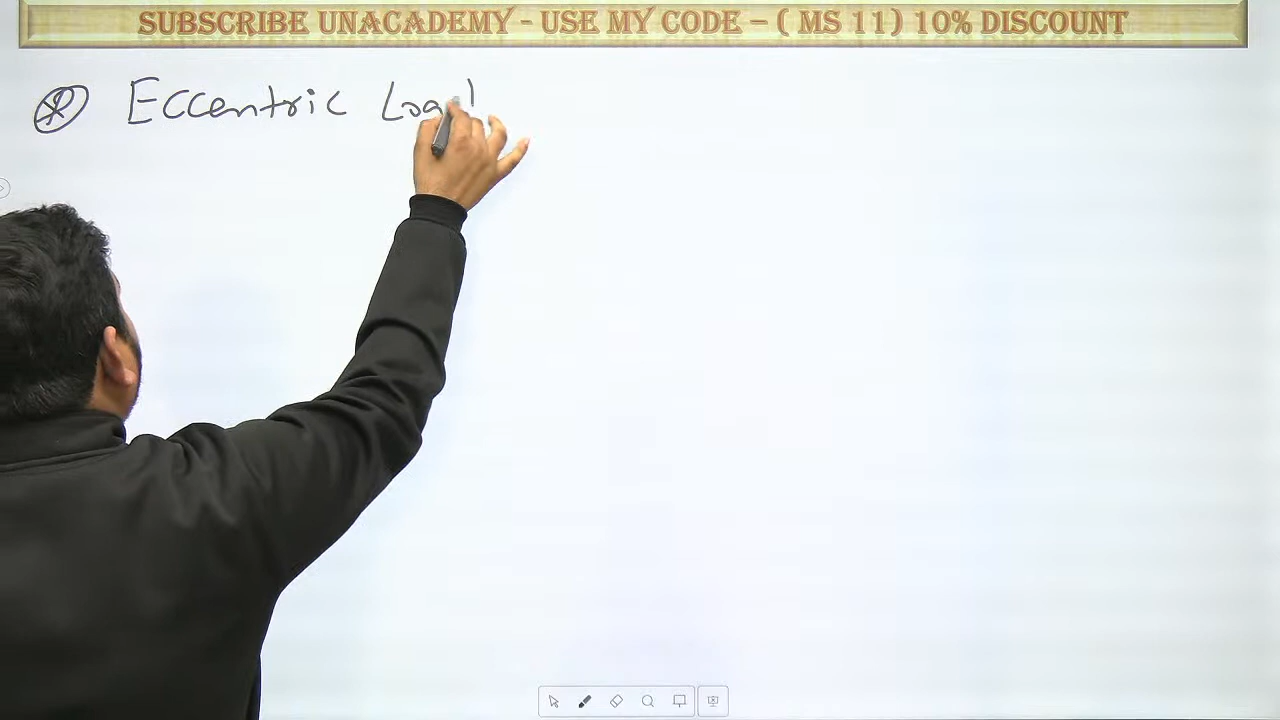 SUBSCRIBE UNACADEMY - USE MY CODE – ( MS 11) 10% DISCOUNT
Eccentric Load